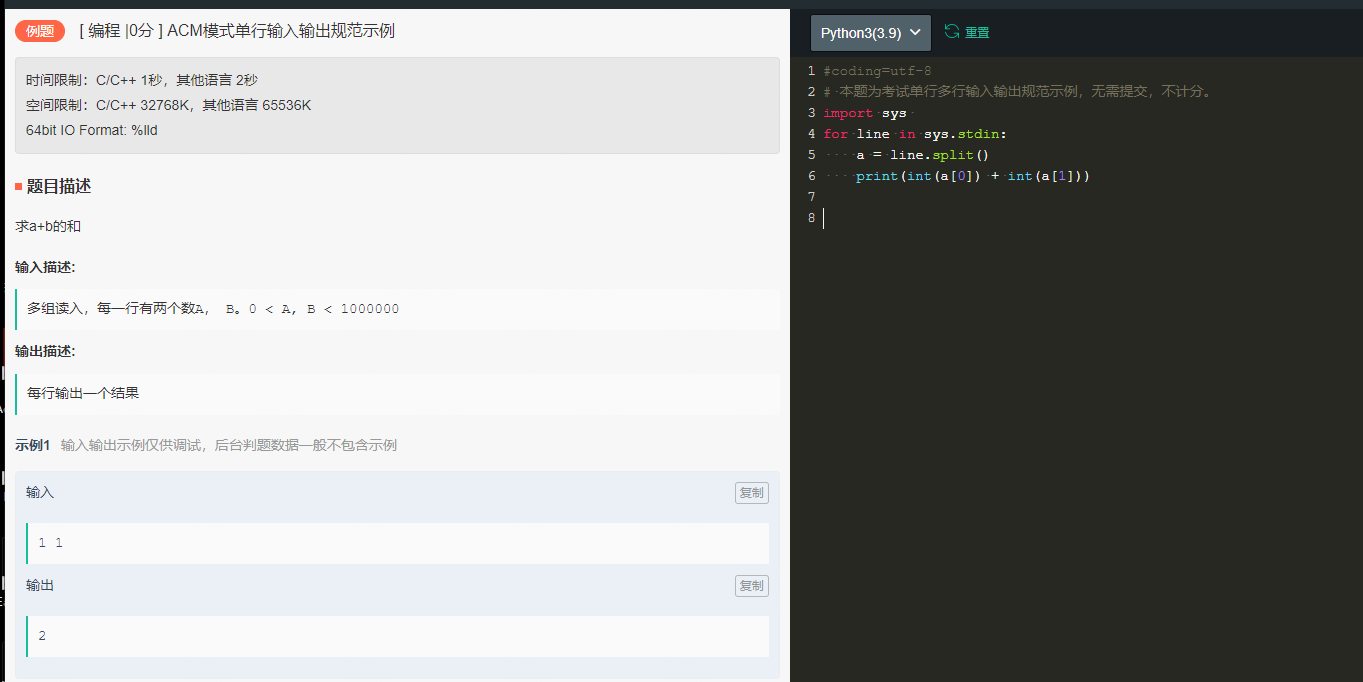 例题 [ 编程 |0分 ] ACM模式单行输入输出规范示例
时间限制：C/C++ 1秒，其他语言 2秒
空间限制：C/C++ 32768K，其他语言 65536K
64bit IO Format: %lld
题目描述
求a+b的和
输入描述:
多组读入，每一行有两个数A， B。0 < A, B < 1000000
输出描述:
每行输出一个结果
示例1 输入输出示例仅供调试，后台判题数据一般不包含示例
输入 复制
1 1
输出 复制
2
Python3(3.9) 重置
1 #coding=utf-8
2 # 本题为考试单行多行输入输出规范示例，无需提交，不计分。
3 import sys
4 for line in sys.stdin:
5     a = line.split()
6     print(int(a[0]) + int(a[1]))
7
8